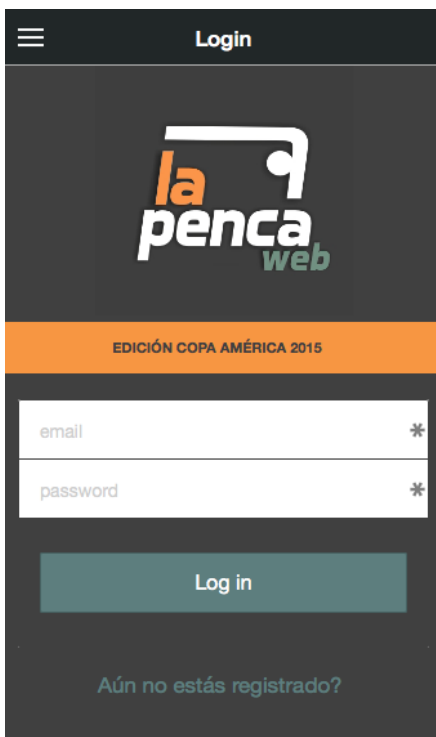 Login
la
penca
web
EDICIÓN COPA AMÉRICA 2015
email *
password *
Log in
Aún no estás registrado?